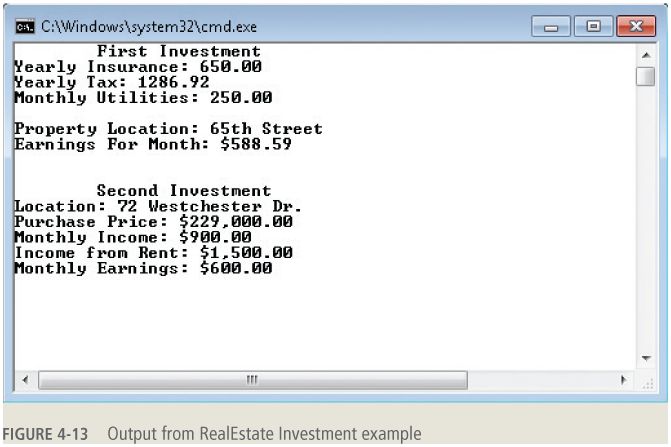 C:\Windows\system32\cmd.exe
First Investment
Yearly Insurance: 650.00
Yearly Tax: 1286.92
Monthly Utilities: 250.00
Property Location: 65th Street
Earnings For Month: $588.59
Second Investment
Location: 72 Westchester Dr.
Purchase Price: $229,000.00
Monthly Income: $900.00
Income from Rent: $1,500.00
Monthly Earnings: $600.00
FIGURE 4-13 Output from RealEstate Investment example